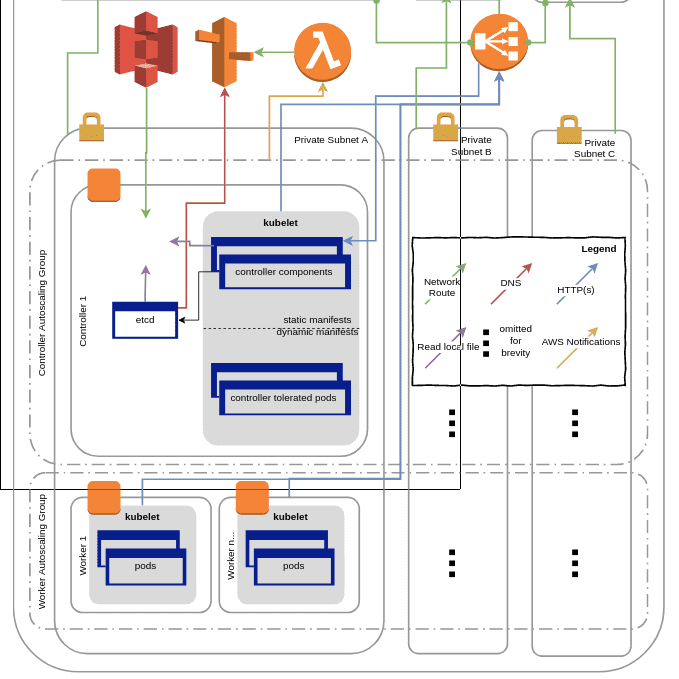 Private Subnet A
Private
Subnet B
Private
Subnet C
kubelet
controller components
etcd
static manifests
dynamic manifests
controller tolerated pods
Controller 1
Controller Autoscaling Group
Legend
Network
Route
DNS
HTTP(s)
Read local file
omitted
for
brevity
AWS Notifications
Worker Autoscaling Group
Worker 1
kubelet
pods
Worker n...
kubelet
pods